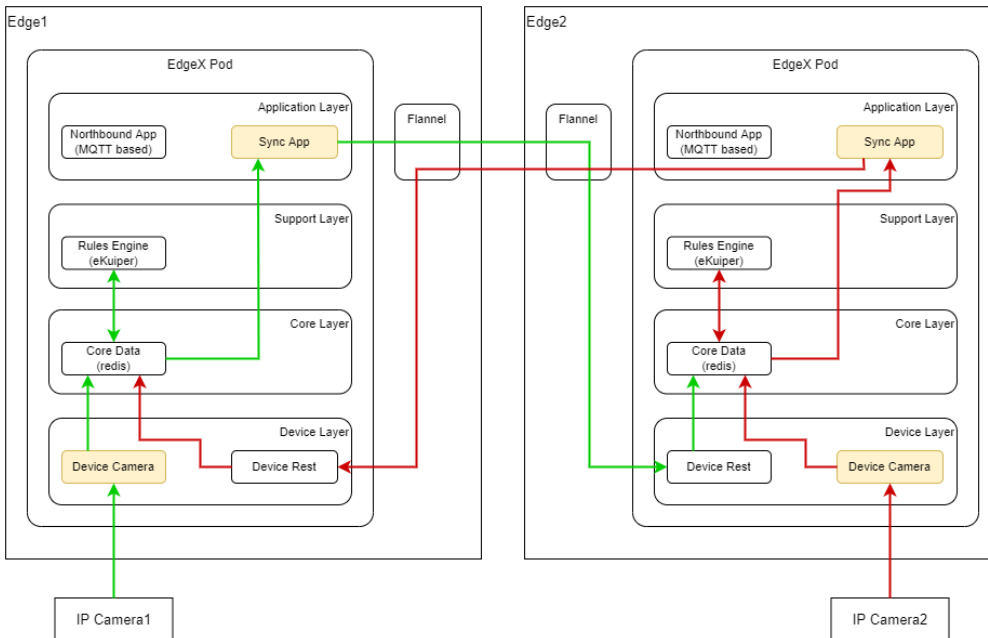 Edge1
EdgeX Pod
Application Layer
Northbound App
(MQTT based)
Sync App
Flannel
Support Layer
Rules Engine
(eKuiper)
Core Layer
Core Data
(redis)
Device Layer
Device Camera
Device Rest
IP Camera1
Edge2
EdgeX Pod
Flannel
Application Layer
Northbound App
(MQTT based)
Sync App
Support Layer
Rules Engine
(eKuiper)
Core Layer
Core Data
(redis)
Device Layer
Device Rest
Device Camera
IP Camera2